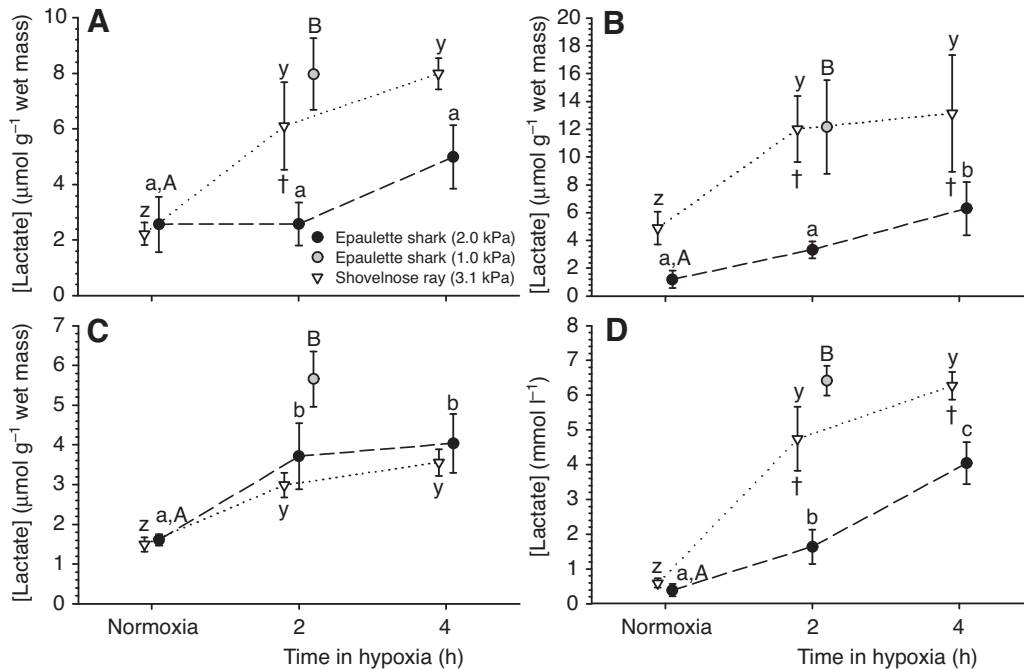 A
[Lactate] (μmol g⁻¹ wet mass)
10
8
6
4
2
0
z
a,A
y
†
B
a
y
a
Epaulette shark (2.0 kPa)
Epaulette shark (1.0 kPa)
Shovelnose ray (3.1 kPa)
B
[Lactate] (μmol g⁻¹ wet mass)
20
18
16
14
12
10
8
6
4
2
0
z
a,A
y
†
B
a
y
†
b
C
[Lactate] (μmol g⁻¹ wet mass)
7
6
5
4
3
2
1
0
z
a,A
b
y
B
b
y
Normoxia
2
4
Time in hypoxia (h)
D
[Lactate] (mmol l⁻¹)
8
7
6
5
4
3
2
1
0
z
a,A
y
†
B
b
y
†
c
Normoxia
2
4
Time in hypoxia (h)